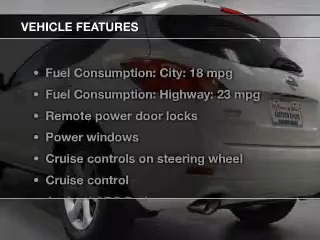 VEHICLE FEATURES
• Fuel Consumption: City: 18 mpg
• Fuel Consumption: Highway: 23 mpg
• Remote power door locks
• Power windows
• Cruise controls on steering wheel
• Cruise control